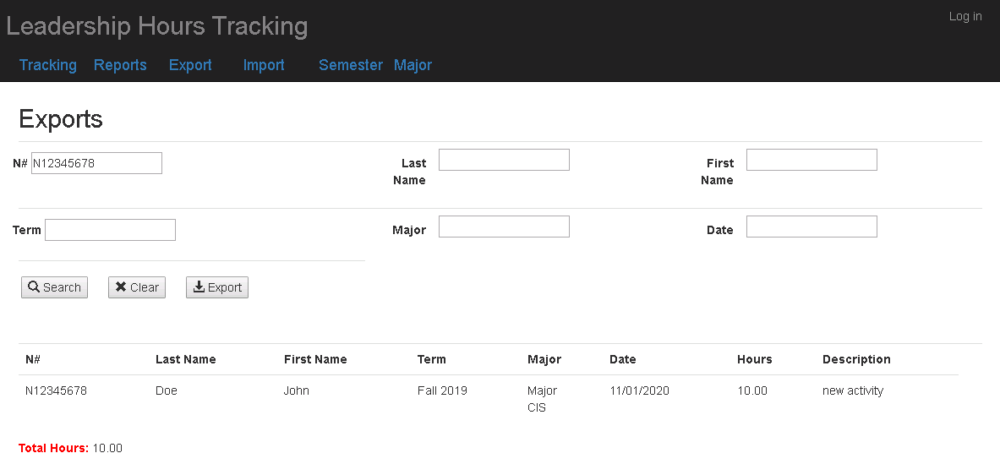 Log in
Leadership Hours Tracking
Tracking Reports Export Import Semester Major
Exports
N# N12345678 Last Name First Name
Term Major Date
Search Clear Export
N# Last Name First Name Term Major Date Hours Description
N12345678 Doe John Fall 2019 Major CIS 11/01/2020 10.00 new activity
Total Hours: 10.00